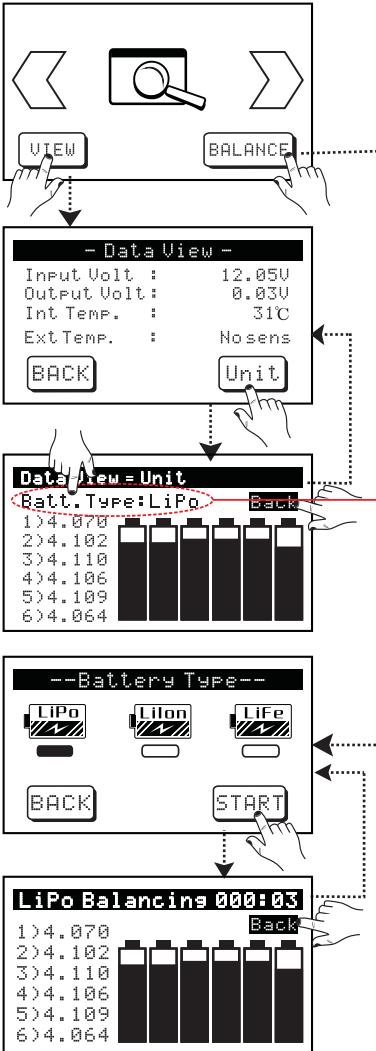 VIEW
BALANCE
- Data View -
Input Volt : 12.05V
Output Volt: 0.03V
Int Temp. : 31℃
Ext Temp. : No sens
BACK
Unit
Data View = Unit
Batt. Type:LiPo
Back
1)4.070
2)4.102
3)4.110
4)4.106
5)4.109
6)4.064
--Battery Type--
LiPo
LiIon
LiFe
BACK
START
LiPo Balancing 000:03
Back
1)4.070
2)4.102
3)4.110
4)4.106
5)4.109
6)4.064